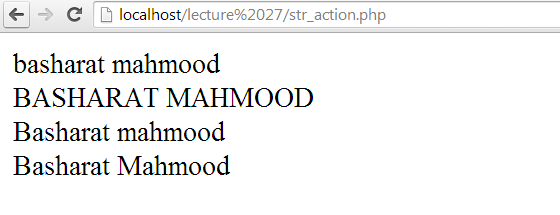 localhost/lecture%2027/str_action.php
basharat mahmood
BASHARAT MAHMOOD
Basharat mahmood
Basharat Mahmood